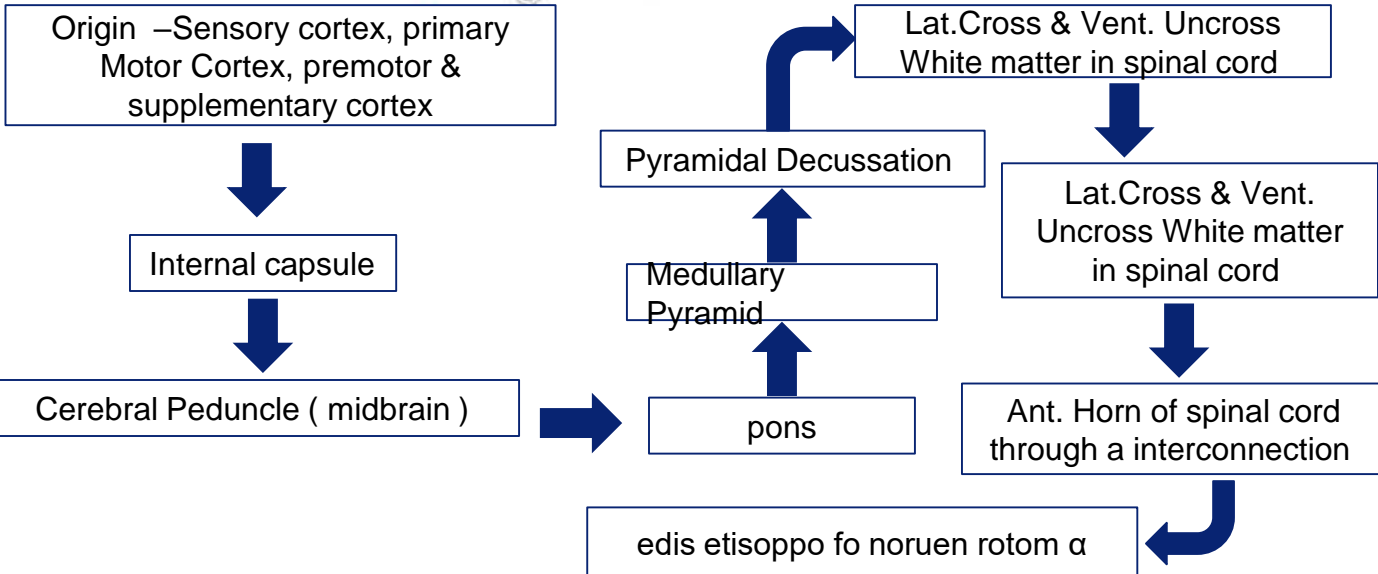 Origin –Sensory cortex, primary
Motor Cortex, premotor &
supplementary cortex
Internal capsule
Cerebral Peduncle ( midbrain )
pons
Medullary
Pyramid
Pyramidal Decussation
Lat.Cross & Vent. Uncross
White matter in spinal cord
Lat.Cross & Vent.
Uncross White matter
in spinal cord
Ant. Horn of spinal cord
through a interconnection
edis etisoppo fo noruen rotom α